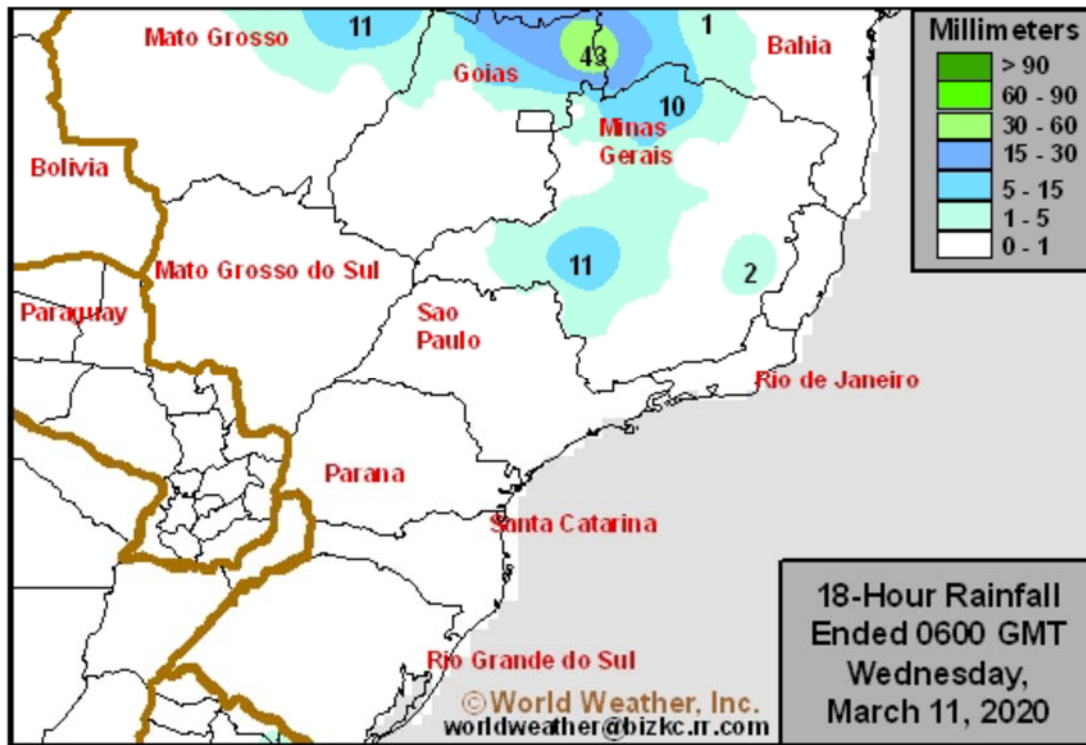 Millimeters
> 90
60 - 90
30 - 60
15 - 30
5 - 15
1 - 5
0 - 1
Mato Grosso
11
Goias
43
1
Bahia
10
Minas
Gerais
Bolivia
Mato Grosso do Sul
11
2
Paraguay
Sao
Paulo
Rio de Janeiro
Parana
Santa Catarina
Rio Grande do Sul
©World Weather, Inc.
worldweather@bizkc.rr.com
18-Hour Rainfall
Ended 0600 GMT
Wednesday,
March 11, 2020